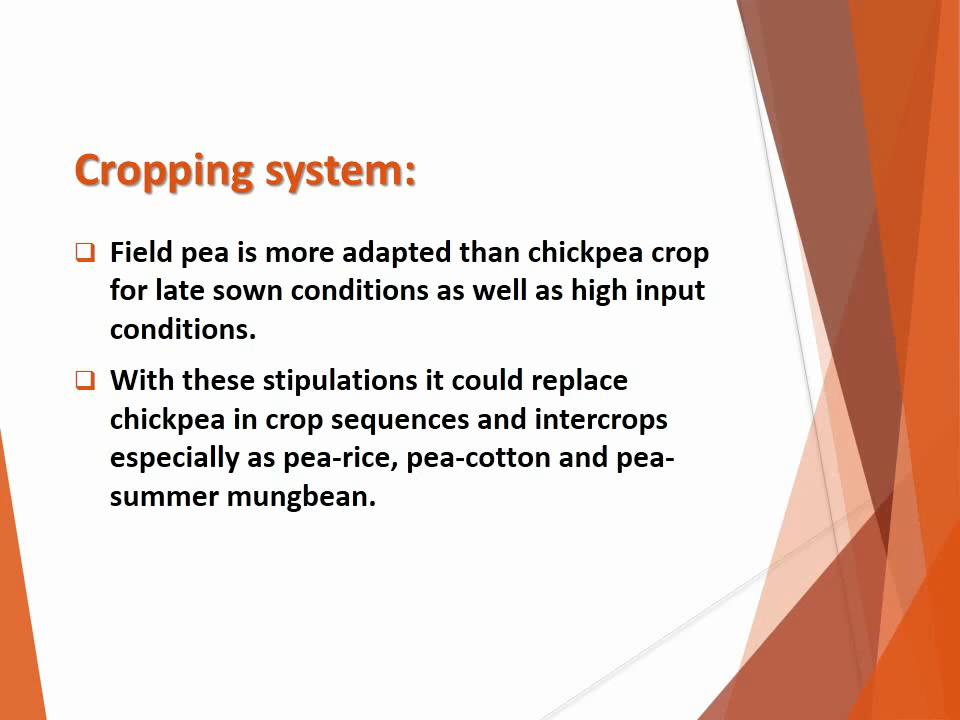 Cropping system:
Field pea is more adapted than chickpea crop
for late sown conditions as well as high input
conditions.
With these stipulations it could replace
chickpea in crop sequences and intercrops
especially as pea-rice, pea-cotton and pea-
summer mungbean.